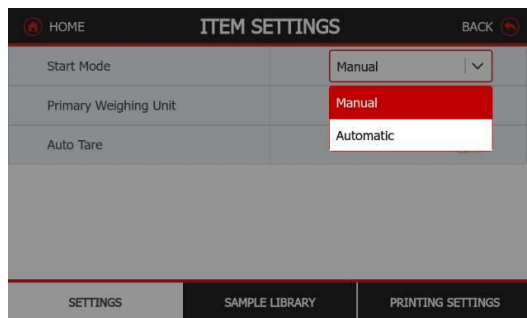 HOME ITEM SETTINGS BACK
Start Mode Manual
Primary Weighing Unit Manual
Auto Tare Automatic
SETTINGS SAMPLE LIBRARY PRINTING SETTINGS